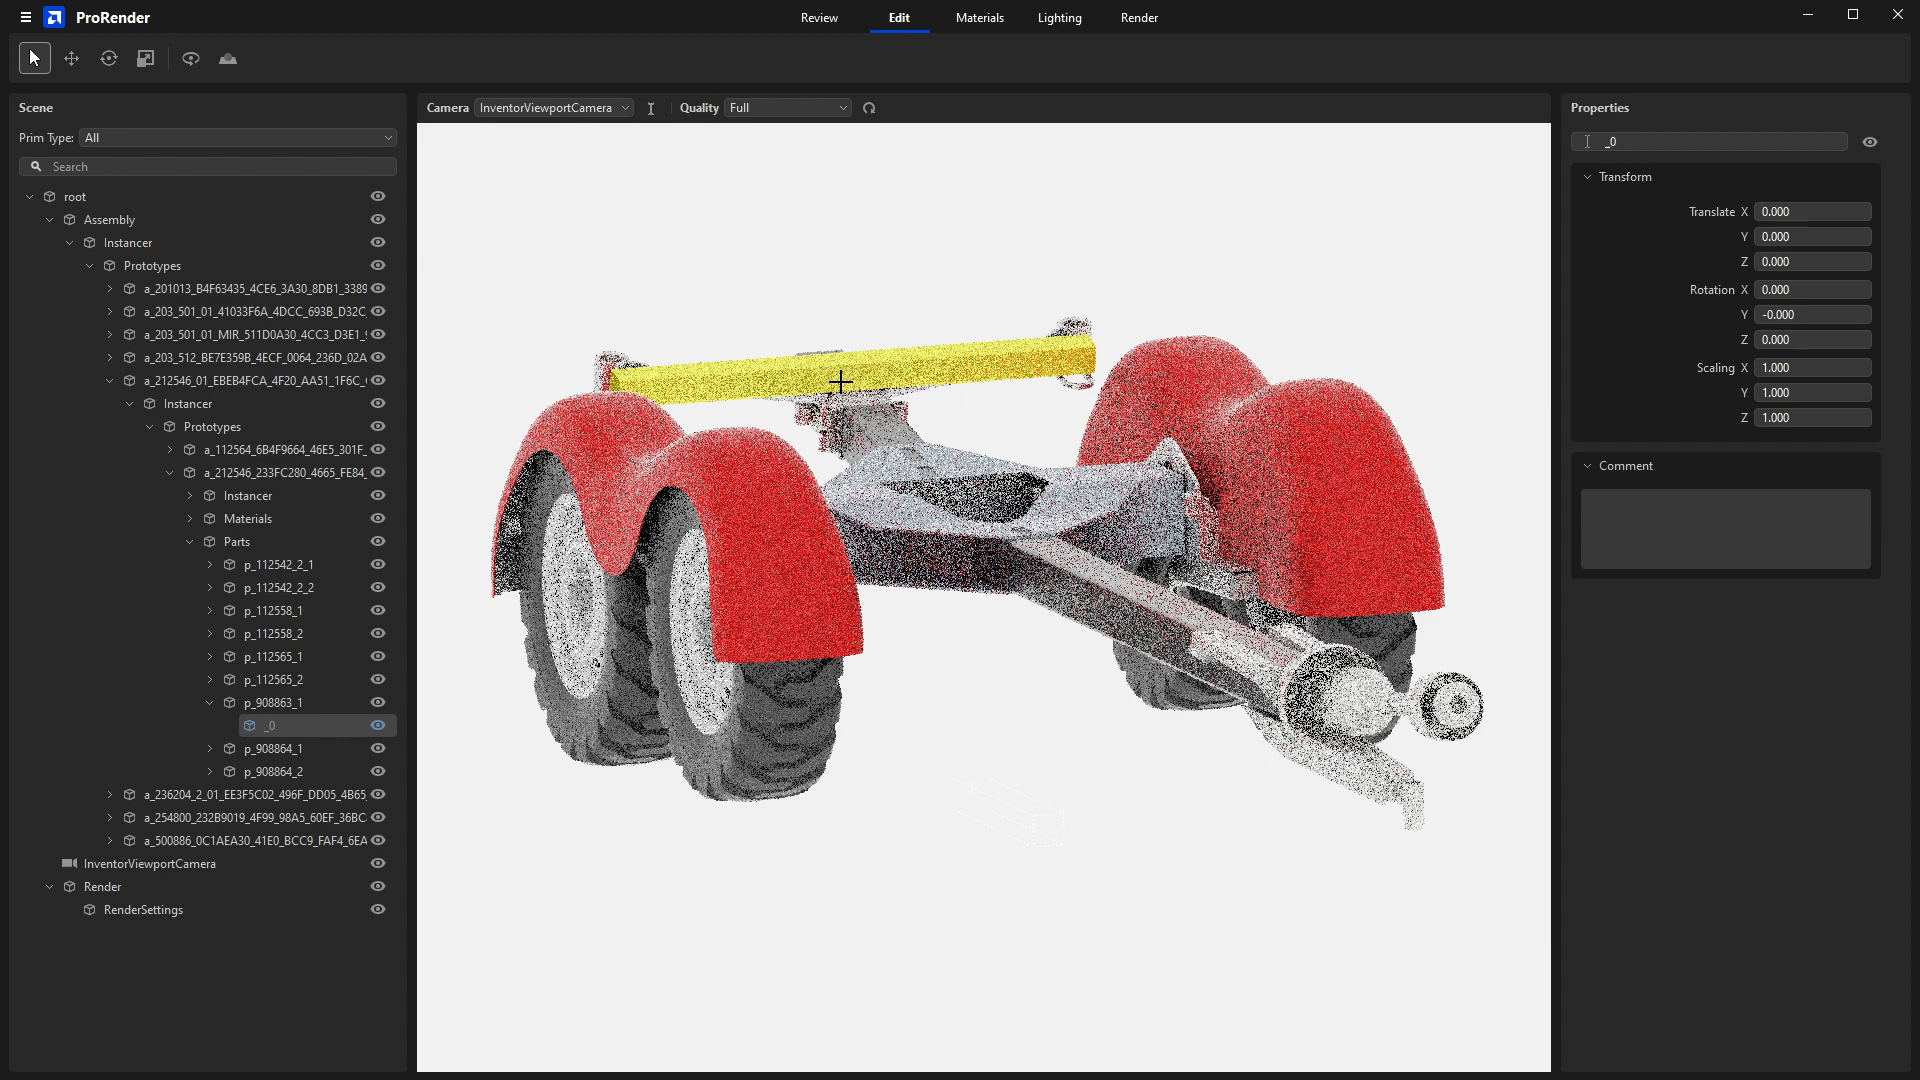 ProRender
Review
Edit
Materials
Lighting
Render
Scene
Prim Type:
All
Search
root
Assembly
Instancer
Prototypes
a_201013_B4F63435_4CE6_3A30_8DB1_3389
a_203_501_01_41033F6A_4DCC_693B_D32C_
a_203_501_01_MIR_511D0A30_4CC3_D3E1_
a_203_512_BE7E359B_4ECF_0064_236D_02A
a_212546_01_EBEB4FCA_4F20_AA51_1F6C_
Instancer
Prototypes
a_112564_6B4F9664_46E5_301F_
a_212546_233FC280_4665_FE84_
Instancer
Materials
Parts
p_112542_2_1
p_112542_2_2
p_112558_1
p_112558_2
p_112565_1
p_112565_2
p_908863_1
_0
p_908864_1
p_908864_2
a_236204_2_01_EE3F5C02_496F_DD05_4B65_
a_254800_232B9019_4F99_98A5_60EF_36BC
a_500886_0C1AEA30_41E0_BCC9_FAF4_6EA
InventorViewportCamera
Render
RenderSettings
Camera
InventorViewportCamera
Quality
Full
Properties
_0
Transform
Translate X 0.000
Y 0.000
Z 0.000
Rotation X 0.000
Y -0.000
Z 0.000
Scaling X 1.000
Y 1.000
Z 1.000
Comment